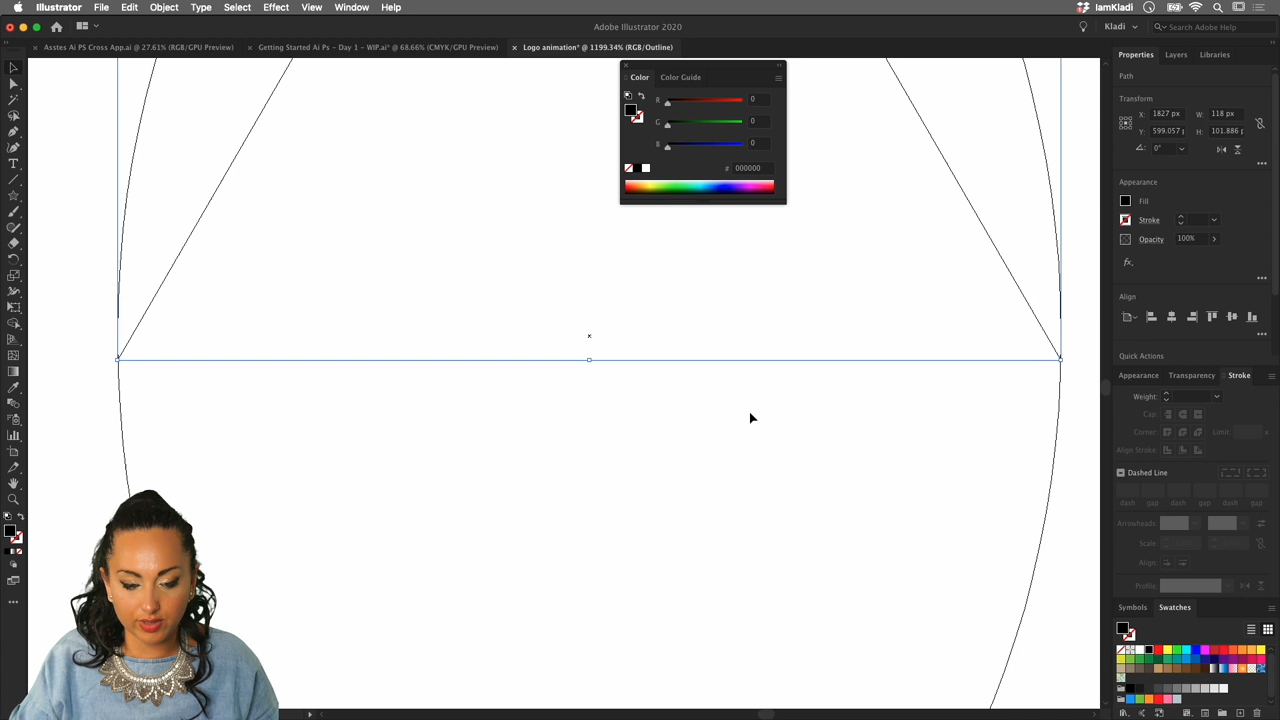 Illustrator File Edit Object Type Select Effect View Window Help IamKladi
Adobe Illustrator 2020 Kladi Search Adobe Help
Asstes Ai PS Cross App.ai @ 27.61% (RGB/GPU Preview) Getting Started Ai Ps – Day 1 – WIP.ai* @ 68.66% (CMYK/GPU Preview) Logo animation* @ 1199.34% (RGB/Outline)
Color Color Guide
R 0
G 0
B 0
# 000000
Properties Layers Libraries
Path
Transform
X: 1827 px W: 118 px
Y: 599.057 H: 101.886
0°
Appearance
Fill
Stroke
Opacity 100%
fx.
Align
Quick Actions
Appearance Transparency Stroke
Weight:
Cap:
Corner: Limit: x
Align Stroke:
Dashed Line
dash gap dash gap dash gap
Arrowheads:
Scale:
Align:
Profile:
Symbols Swatches